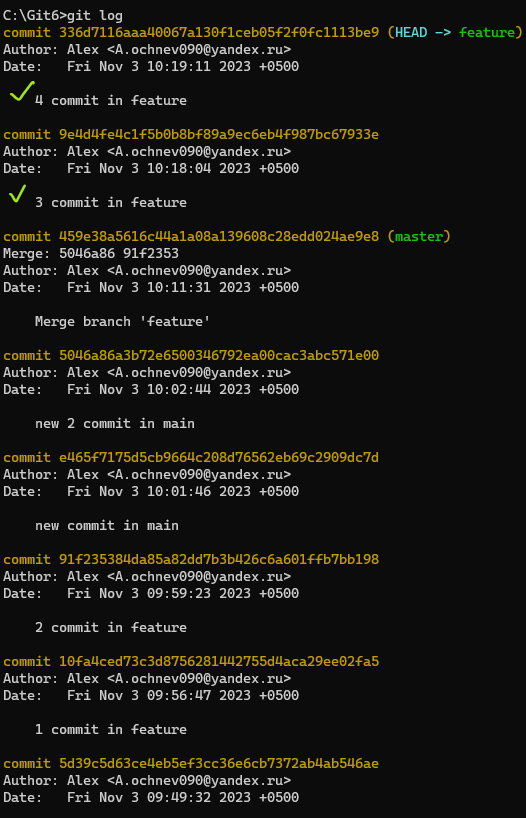 C:\Git6>git log
commit 336d7116aaa40067a130f1ceb05f2f0fc1113be9 (HEAD -> feature)
Author: Alex <A.ochnev090@yandex.ru>
Date:   Fri Nov 3 10:19:11 2023 +0500
4 commit in feature
commit 9e4d4fe4c1f5b0b8bf89a9ec6eb4f987bc67933e
Author: Alex <A.ochnev090@yandex.ru>
Date:   Fri Nov 3 10:18:04 2023 +0500
3 commit in feature
commit 459e38a5616c44a1a08a139608c28edd024ae9e8 (master)
Merge: 5046a86 91f2353
Author: Alex <A.ochnev090@yandex.ru>
Date:   Fri Nov 3 10:11:31 2023 +0500
Merge branch 'feature'
commit 5046a86a3b72e6500346792ea00cac3abc571e00
Author: Alex <A.ochnev090@yandex.ru>
Date:   Fri Nov 3 10:02:44 2023 +0500
new 2 commit in main
commit e465f7175d5cb9664c208d76562eb69c2909dc7d
Author: Alex <A.ochnev090@yandex.ru>
Date:   Fri Nov 3 10:01:46 2023 +0500
new commit in main
commit 91f235384da85a82dd7b3b426c6a601ffb7bb198
Author: Alex <A.ochnev090@yandex.ru>
Date:   Fri Nov 3 09:59:23 2023 +0500
2 commit in feature
commit 10fa4ced73c3d8756281442755d4aca29ee02fa5
Author: Alex <A.ochnev090@yandex.ru>
Date:   Fri Nov 3 09:56:47 2023 +0500
1 commit in feature
commit 5d39c5d63ce4eb5ef3cc36e6cb7372ab4ab546ae
Author: Alex <A.ochnev090@yandex.ru>
Date:   Fri Nov 3 09:49:32 2023 +0500